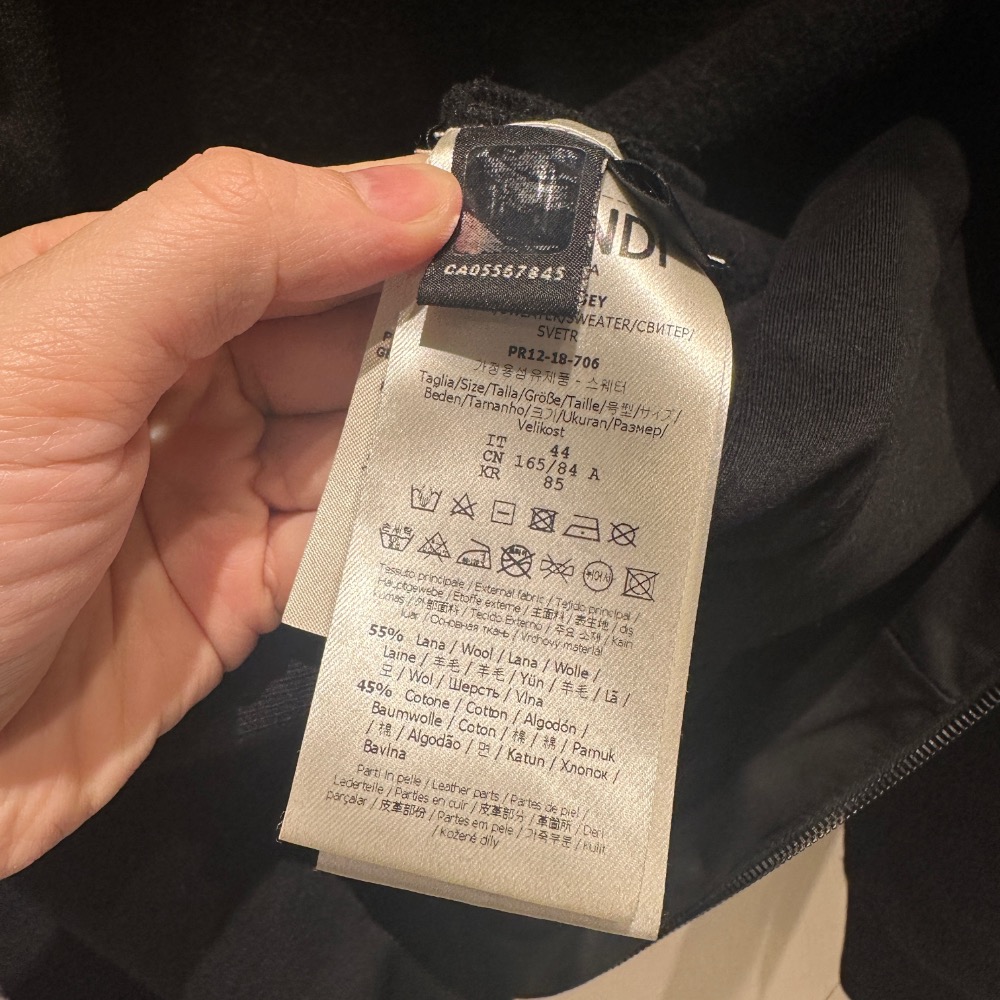 CA05567845
NDI
SEY
SWEATER/СВИТЕР/
SVETR
PR12-18-706
가정용섬유제품 - 스웨터
Taglia/Size/Talla/Größe/Taille/号型/サイズ/
Beden/Tamanho/크기/Ukuran/Размер/
Velikost
IT 44
CN 165/84 A
KR 85
손세탁
Tessuto principale / External fabric / Tejido principal /
Hauptgewebe / Etoffe externe / 主面料 / 表生地 / dış
kumaş / 外部面料 / Tecido Externo / 주요 소재 / Kain
luar / Основная ткань / Vrchový materiál
55% Lana / Wool / Lana / Wolle /
Laine / 羊毛 / 羊毛 / Yün / 羊毛 / Lã /
모 / Wol / Шерсть / Vlna
45% Cotone / Cotton / Algodón /
Baumwolle / Coton / 棉 / 綿 / Pamuk
/ 棉 / Algodão / 면 / Katun / Хлопок /
Bavlna
Parti in pelle / Leather parts / Partes de piel /
Lederteile / Parties en cuir / 皮革部分 / 革箇所 / Deri
parçalar / 皮革部份 / Partes em pele / 가죽부분 / kulit
/ kožené díly